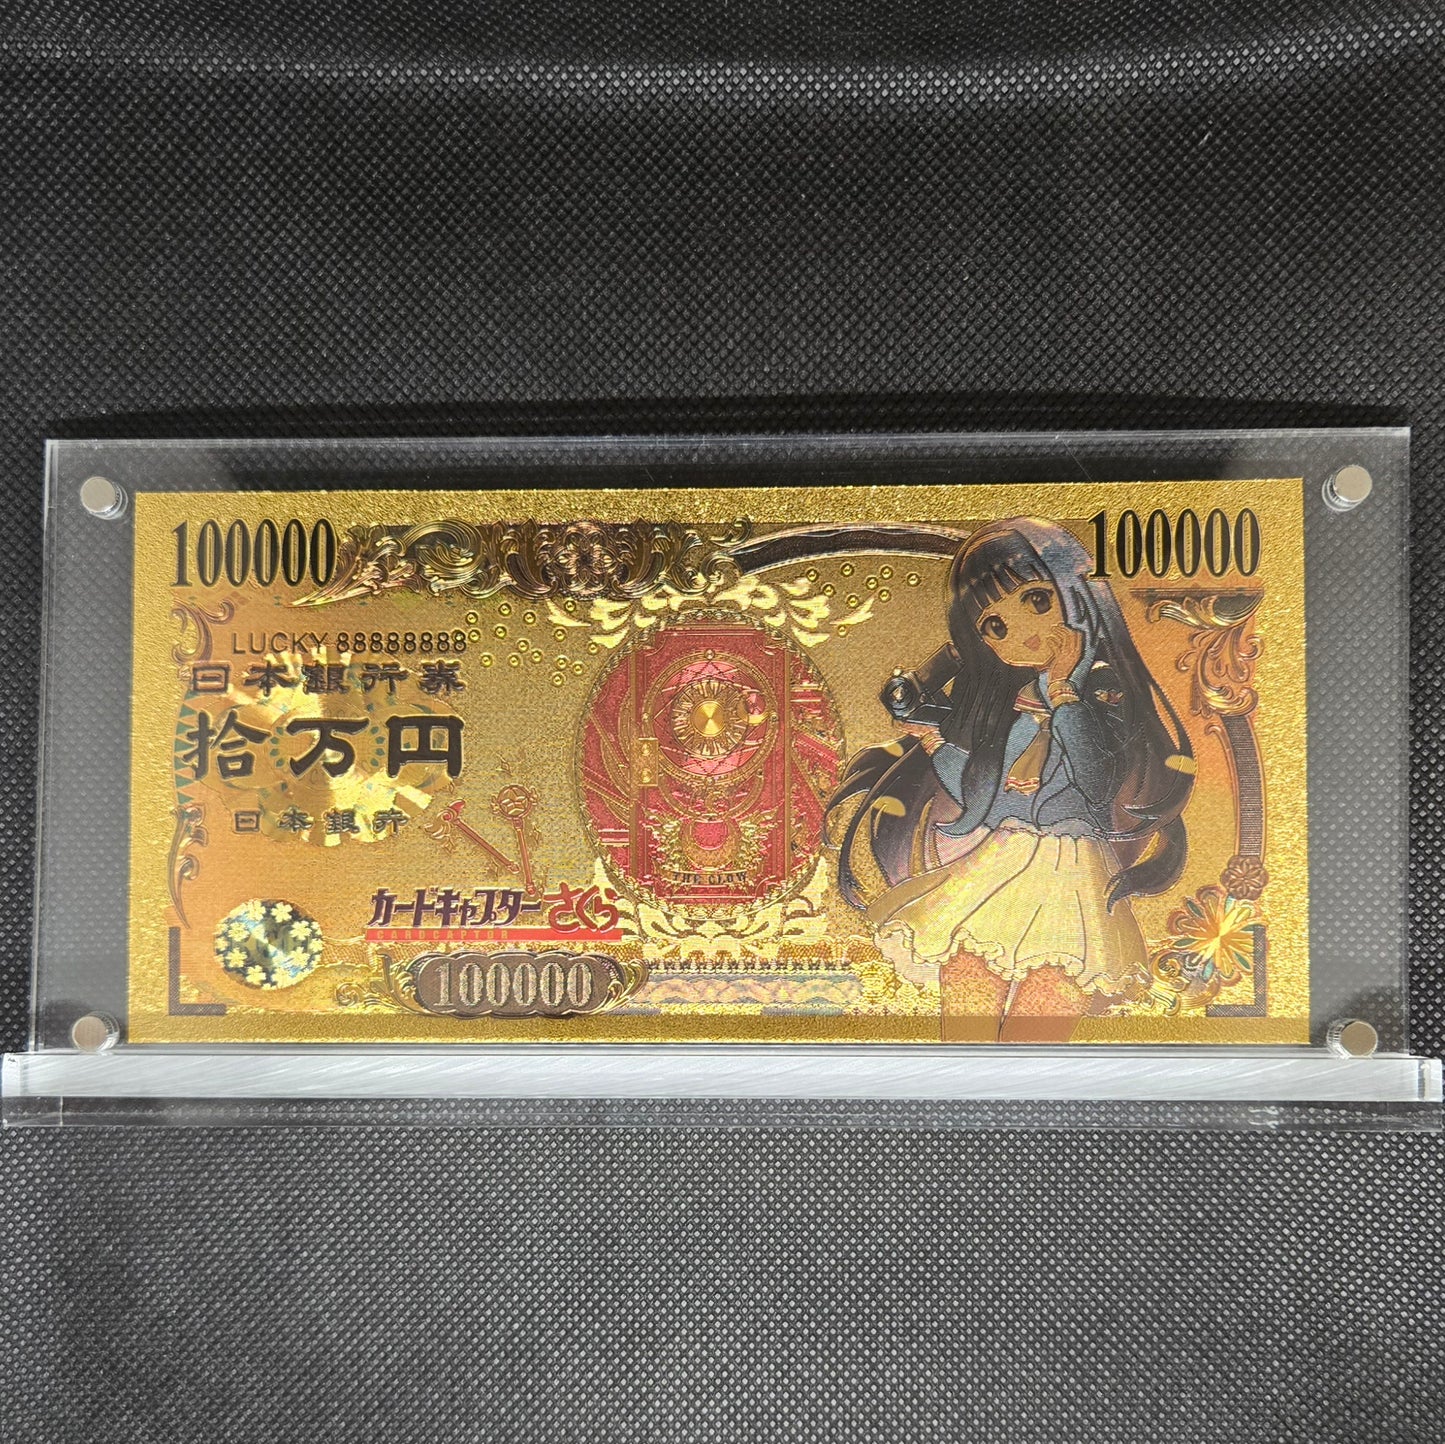 100000
100000
LUCKY 88888888
日本銀行券
拾万円
日本銀行
THE CLOW
カードキャプターさくら
CARDCAPTOR
100000